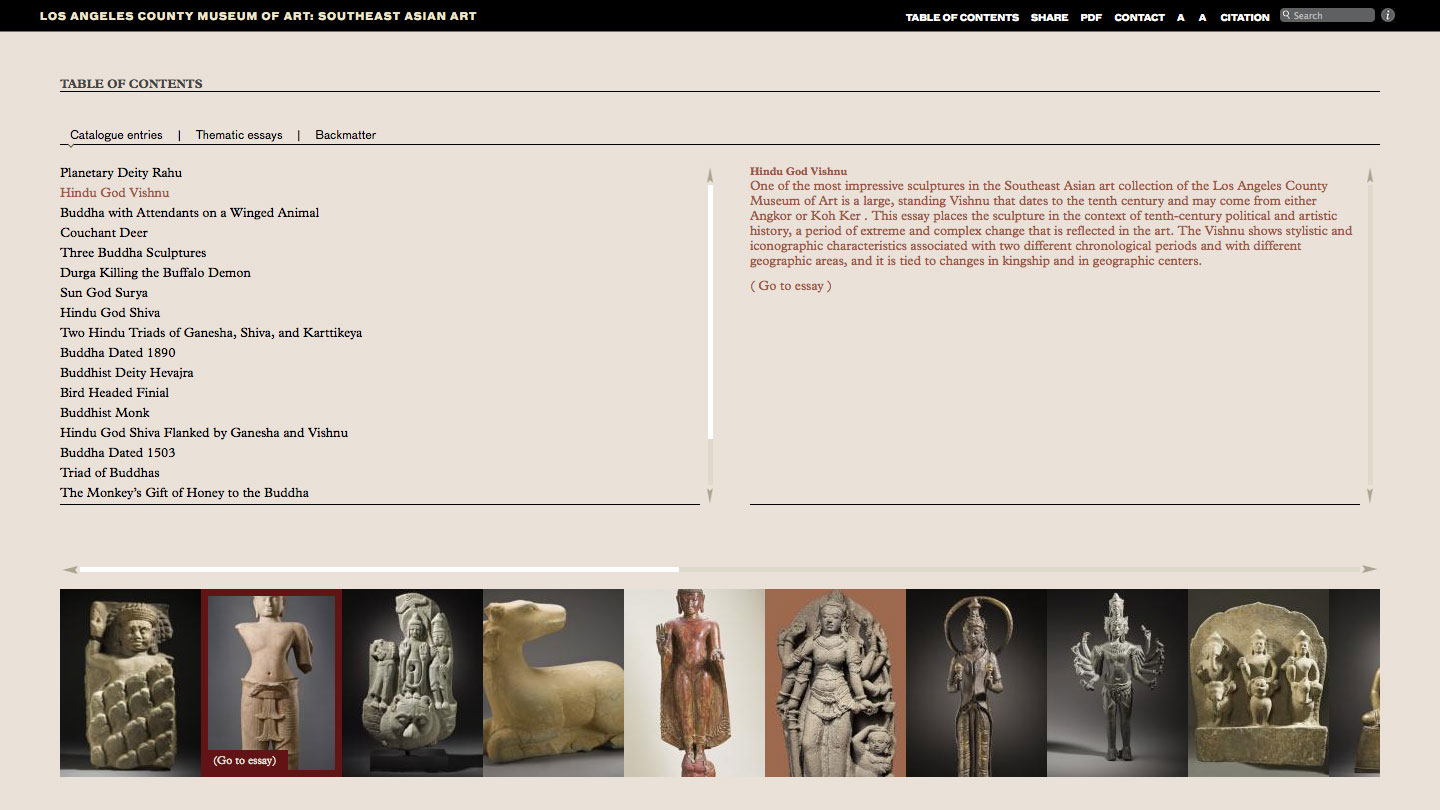 LOS ANGELES COUNTY MUSEUM OF ART: SOUTHEAST ASIAN ART
TABLE OF CONTENTS SHARE PDF CONTACT A A CITATION Search i
TABLE OF CONTENTS
Catalogue entries | Thematic essays | Backmatter
Planetary Deity Rahu
Hindu God Vishnu
Buddha with Attendants on a Winged Animal
Couchant Deer
Three Buddha Sculptures
Durga Killing the Buffalo Demon
Sun God Surya
Hindu God Shiva
Two Hindu Triads of Ganesha, Shiva, and Karttikeya
Buddha Dated 1890
Buddhist Deity Hevajra
Bird Headed Finial
Buddhist Monk
Hindu God Shiva Flanked by Ganesha and Vishnu
Buddha Dated 1503
Triad of Buddhas
The Monkey's Gift of Honey to the Buddha
Hindu God Vishnu
One of the most impressive sculptures in the Southeast Asian art collection of the Los Angeles County
Museum of Art is a large, standing Vishnu that dates to the tenth century and may come from either
Angkor or Koh Ker . This essay places the sculpture in the context of tenth-century political and artistic
history, a period of extreme and complex change that is reflected in the art. The Vishnu shows stylistic and
iconographic characteristics associated with two different chronological periods and with different
geographic areas, and it is tied to changes in kingship and in geographic centers.
( Go to essay )
(Go to essay)